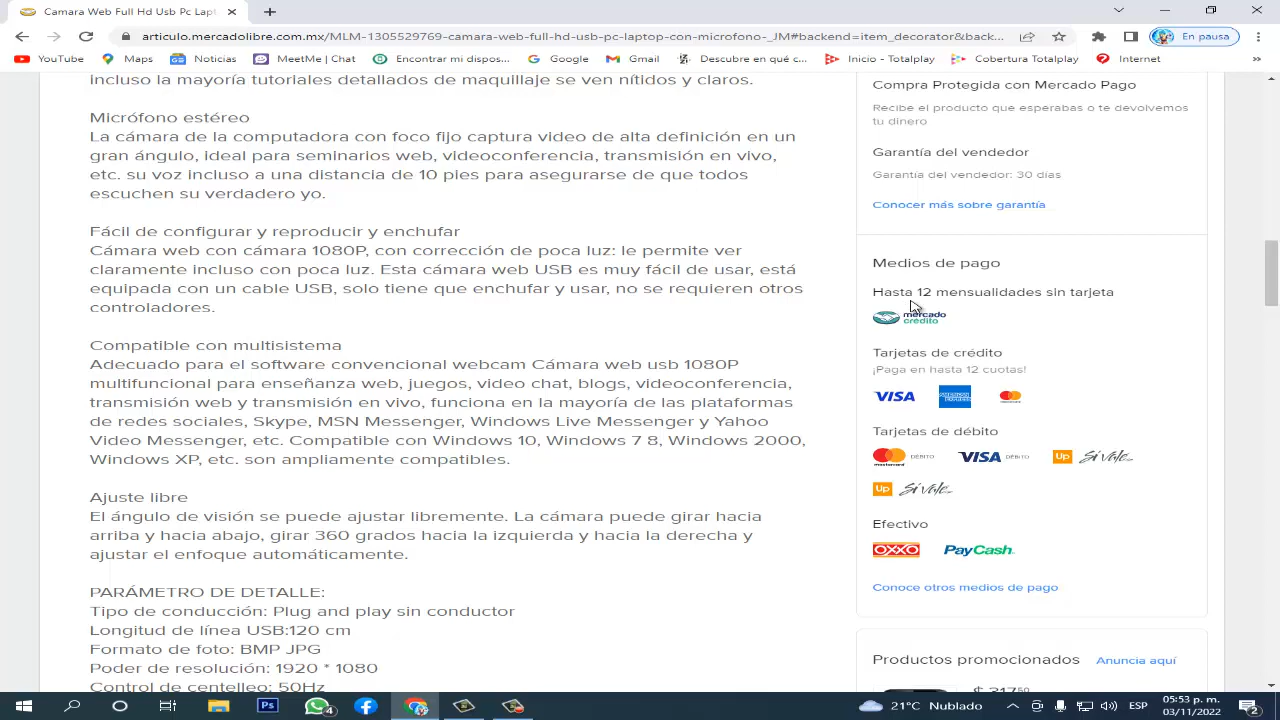 Camara Web Full Hd Usb Pc Lapt
articulo.mercadolibre.com.mx/MLM-1305529769-camara-web-full-hd-usb-pc-laptop-con-microfono-_JM#backend=item_decorator&back...
En pausa
YouTube
Maps
Noticias
MeetMe | Chat
Encontrar mi dispos...
Google
Gmail
Descubre en qué c...
Inicio - Totalplay
Cobertura Totalplay
Internet
»
incluso la mayoría tutoriales detallados de maquillaje se ven nítidos y claros.
Micrófono estéreo
La cámara de la computadora con foco fijo captura video de alta definición en un
gran ángulo, ideal para seminarios web, videoconferencia, transmisión en vivo,
etc. su voz incluso a una distancia de 10 pies para asegurarse de que todos
escuchen su verdadero yo.
Fácil de configurar y reproducir y enchufar
Cámara web con cámara 1080P, con corrección de poca luz: le permite ver
claramente incluso con poca luz. Esta cámara web USB es muy fácil de usar, está
equipada con un cable USB, solo tiene que enchufar y usar, no se requieren otros
controladores.
Compatible con multisistema
Adecuado para el software convencional webcam Cámara web usb 1080P
multifuncional para enseñanza web, juegos, video chat, blogs, videoconferencia,
transmisión web y transmisión en vivo, funciona en la mayoría de las plataformas
de redes sociales, Skype, MSN Messenger, Windows Live Messenger y Yahoo
Video Messenger, etc. Compatible con Windows 10, Windows 7 8, Windows 2000,
Windows XP, etc. son ampliamente compatibles.
Ajuste libre
El ángulo de visión se puede ajustar libremente. La cámara puede girar hacia
arriba y hacia abajo, girar 360 grados hacia la izquierda y hacia la derecha y
ajustar el enfoque automáticamente.
PARÁMETRO DE DETALLE:
Tipo de conducción: Plug and play sin conductor
Longitud de línea USB:120 cm
Formato de foto: BMP JPG
Poder de resolución: 1920 * 1080
Control de centelleo: 50Hz
Compra Protegida con Mercado Pago
Recibe el producto que esperabas o te devolvemos
tu dinero
Garantía del vendedor
Garantía del vendedor: 30 días
Conocer más sobre garantía
Medios de pago
Hasta 12 mensualidades sin tarjeta
mercado
crédito
Tarjetas de crédito
¡Paga en hasta 12 cuotas!
VISA
AMERICAN EXPRESS
Tarjetas de débito
mastercard DÉBITO
VISA DÉBITO
Up Sí Vale
Up Sí Vale
Efectivo
OXXO
PayCash
Conoce otros medios de pago
Productos promocionados
Anuncia aquí
$ 217.50
Ps
4
21°C Nublado
ESP
05:53 p. m.
03/11/2022
2